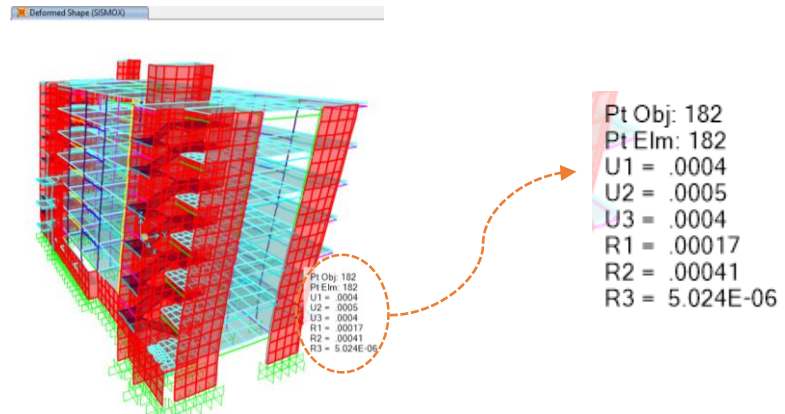 Deformed Shape (SISMOX)
Pt Obj: 182
Pt Elm: 182
U1 = .0004
U2 = .0005
U3 = .0004
R1 = .00017
R2 = .00041
R3 = 5.024E-06
Pt Obj: 182
Pt Elm: 182
U1 = .0004
U2 = .0005
U3 = .0004
R1 = .00017
R2 = .00041
R3 = 5.024E-06